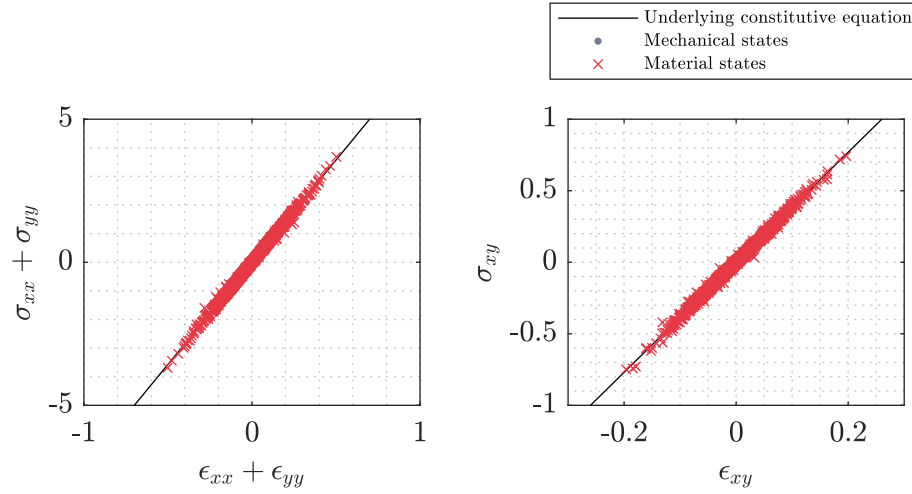 Underlying constitutive equation
Mechanical states
Material states
5
0
-5
-1
0
1
σxx + σyy
ϵxx + ϵyy
1
0.5
0
-0.5
-1
-0.2
0
0.2
σxy
ϵxy